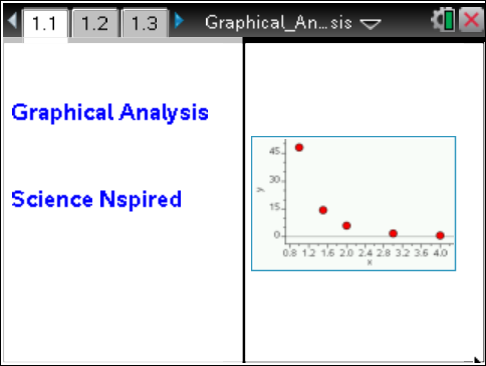 1.1 1.2 1.3 Graphical_An...sis
Graphical Analysis
Science Nspired
45
30
15
0
y
0.8 1.2 1.6 2.0 2.4 2.8 3.2 3.6 4.0
x